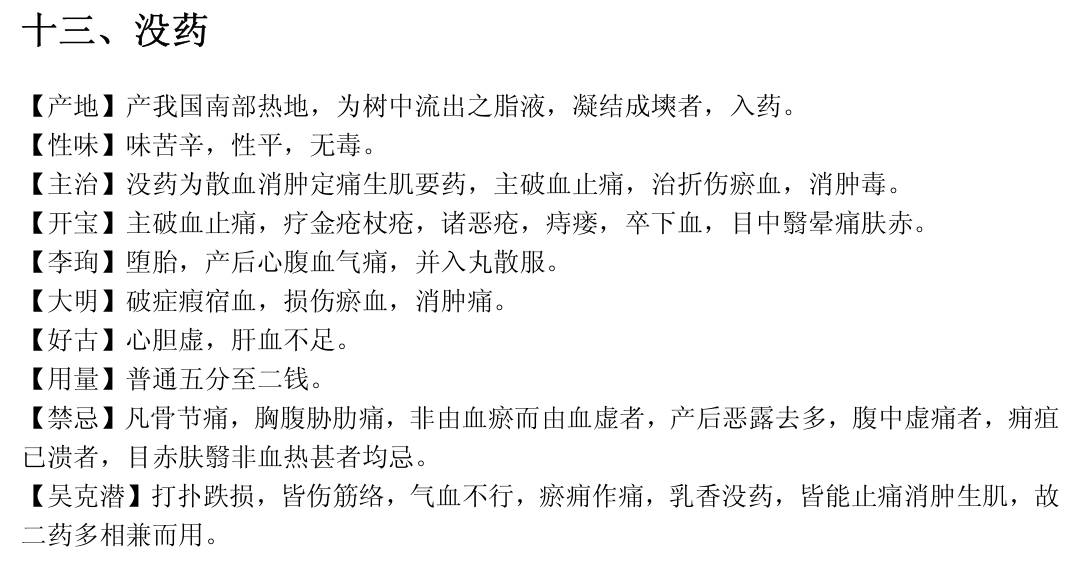 十三、没药
【产地】产我国南部热地，为树中流出之脂液，凝结成堧者，入药。
【性味】味苦辛，性平，无毒。
【主治】没药为散血消肿定痛生肌要药，主破血止痛，治折伤瘀血，消肿毒。
【开宝】主破血止痛，疗金疮杖疮，诸恶疮，痔瘘，卒下血，目中翳晕痛肤赤。
【李珣】堕胎，产后心腹血气痛，并入丸散服。
【大明】破症瘕宿血，损伤瘀血，消肿痛。
【好古】心胆虚，肝血不足。
【用量】普通五分至二钱。
【禁忌】凡骨节痛，胸腹胁肋痛，非由血瘀而由血虚者，产后恶露去多，腹中虚痛者，痈疽
已溃者，目赤肤翳非血热甚者均忌。
【吴克潜】打扑跌损，皆伤筋络，气血不行，瘀痈作痛，乳香没药，皆能止痛消肿生肌，故
二药多相兼而用。